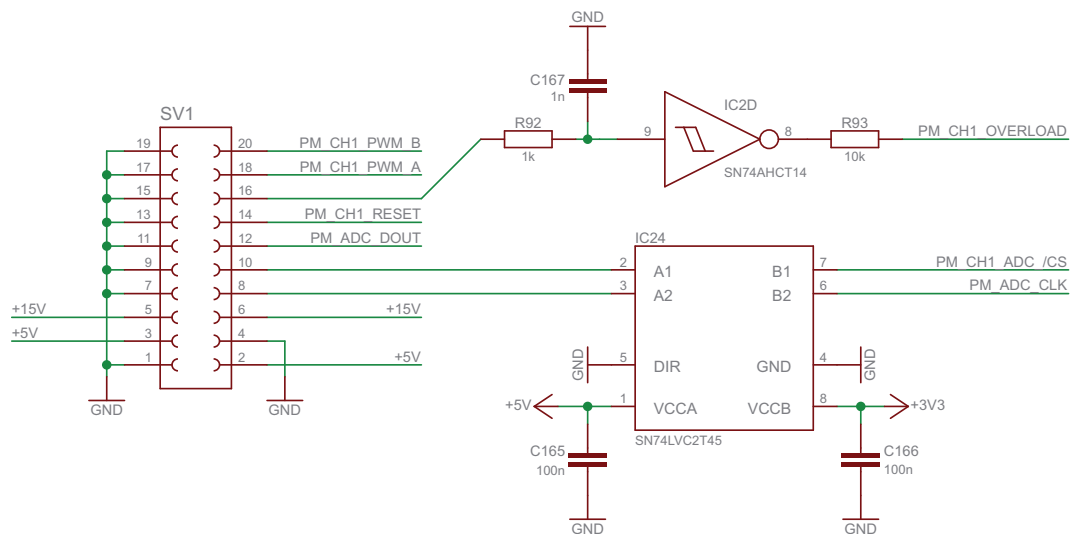 GND
C167
1n
IC2D
SV1
R92
9
8
R93
PM_CH1_OVERLOAD
1k
10k
SN74AHCT14
19 20 PM_CH1_PWM_B
17 18 PM_CH1_PWM_A
15 16
13 14 PM_CH1_RESET
11 12 PM_ADC_DOUT
9 10
7 8
+15V 5 6 +15V
+5V 3 4
1 2 +5V
GND GND
IC24
2 A1 B1 7 PM_CH1_ADC_/CS
3 A2 B2 6 PM_ADC_CLK
GND 5 DIR GND 4 GND
+5V 1 VCCA VCCB 8 +3V3
SN74LVC2T45
C165
100n
C166
100n
GND
GND